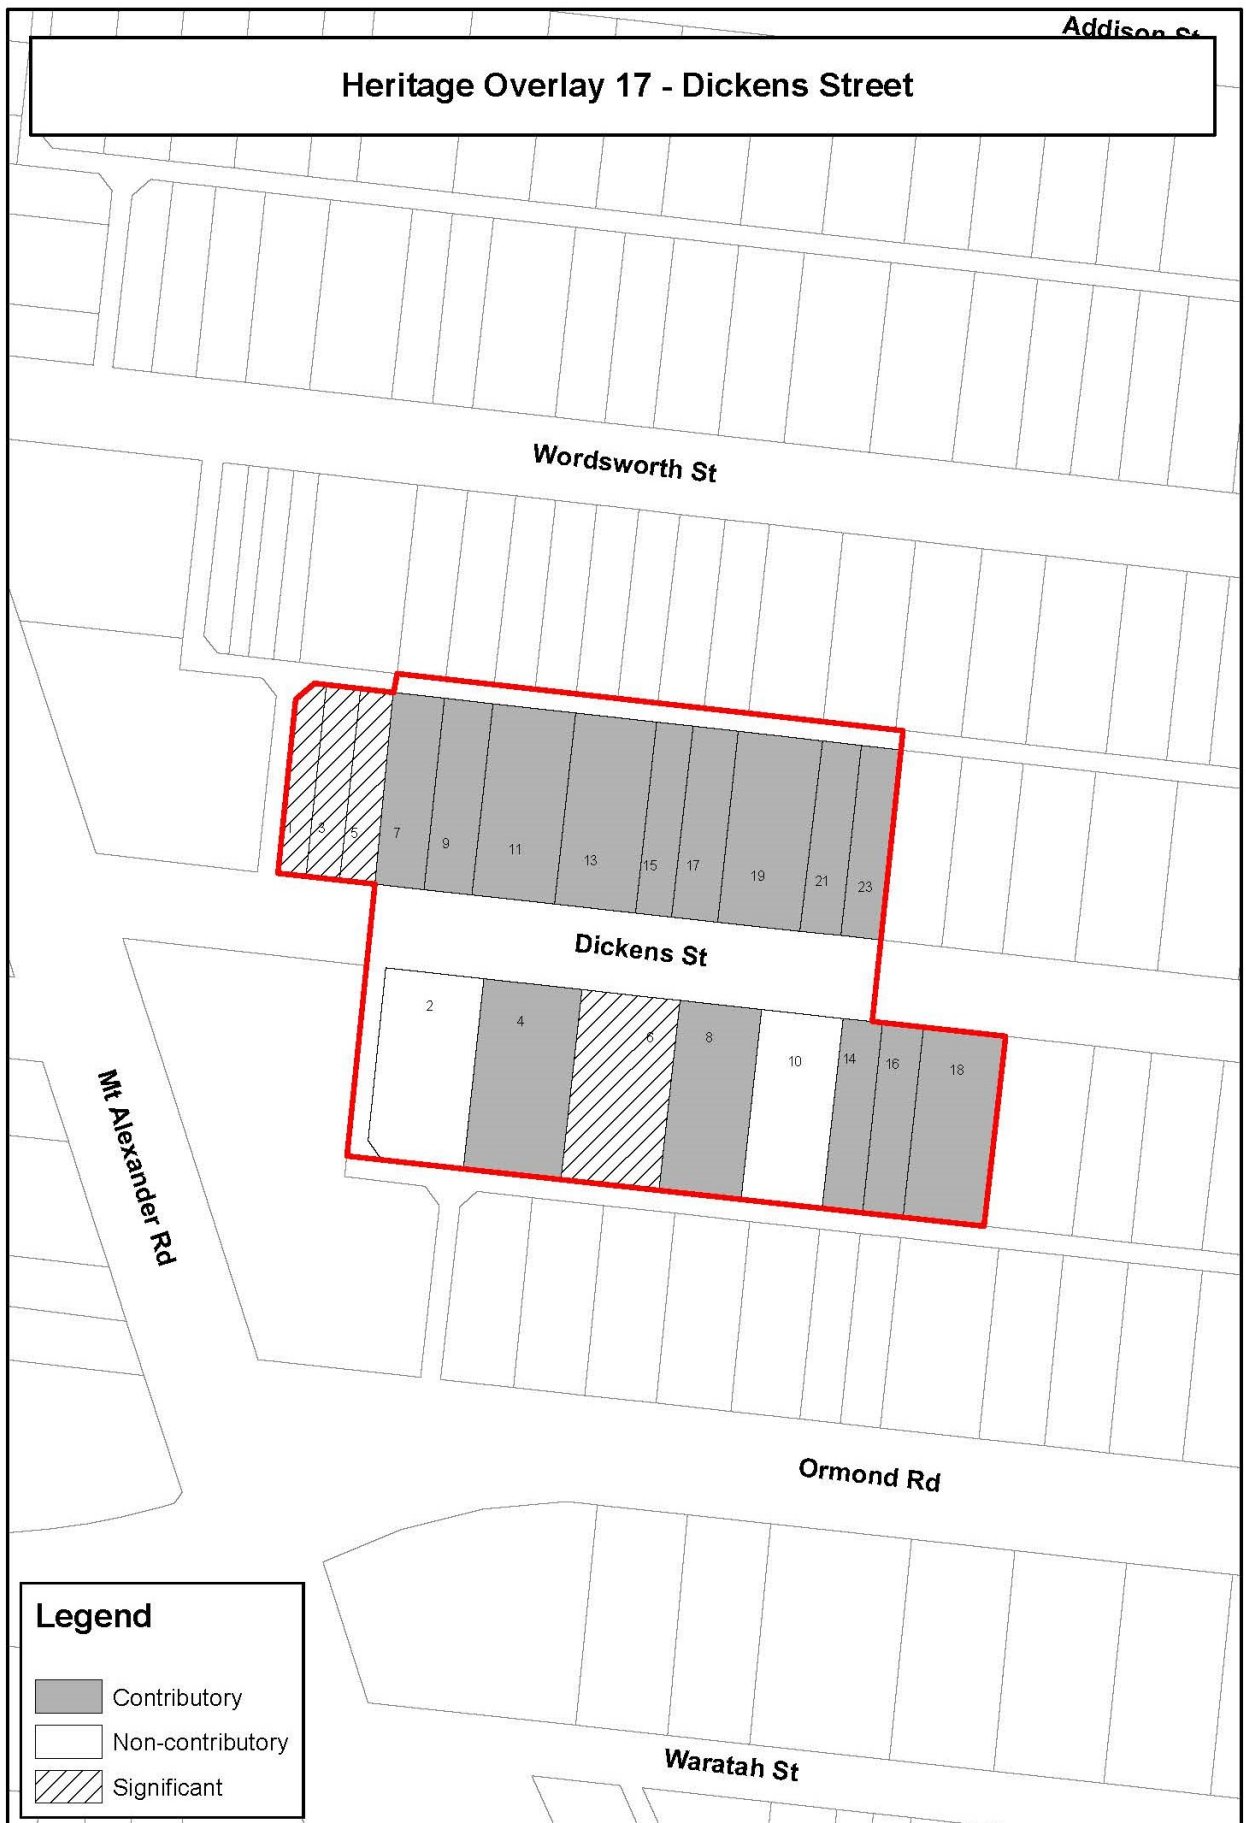 Addison St
Heritage Overlay 17 - Dickens Street
Wordsworth St
1
3
5
7
9
11
13
15
17
19
21
23
Dickens St
2
4
6
8
10
14
16
18
Mt Alexander Rd
Ormond Rd
Waratah St
Legend
Contributory
Non-contributory
Significant